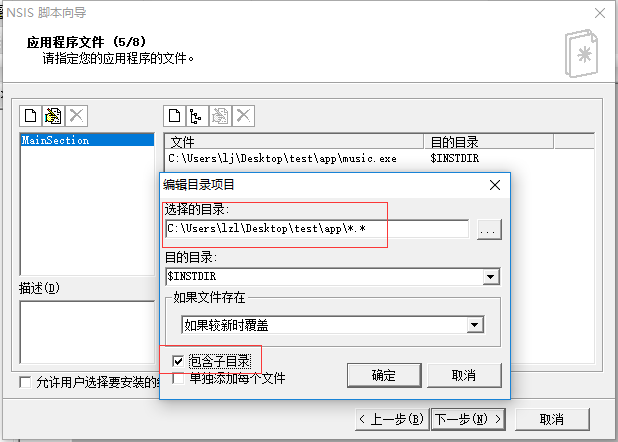 NSIS 脚本向导
应用程序文件 (5/8)
请指定您的应用程序的文件。
MainSection
文件 目的目录
C:\Users\lj\Desktop\test\app\music.exe $INSTDIR
编辑目录项目
选择的目录:
C:\Users\lzl\Desktop\test\app\*.*
...
目的目录:
$INSTDIR
如果文件存在
如果较新时覆盖
包含子目录
单独添加每个文件
确定 取消
描述(D)
允许用户选择要安装的
< 上一步(B) 下一步(N) > 取消